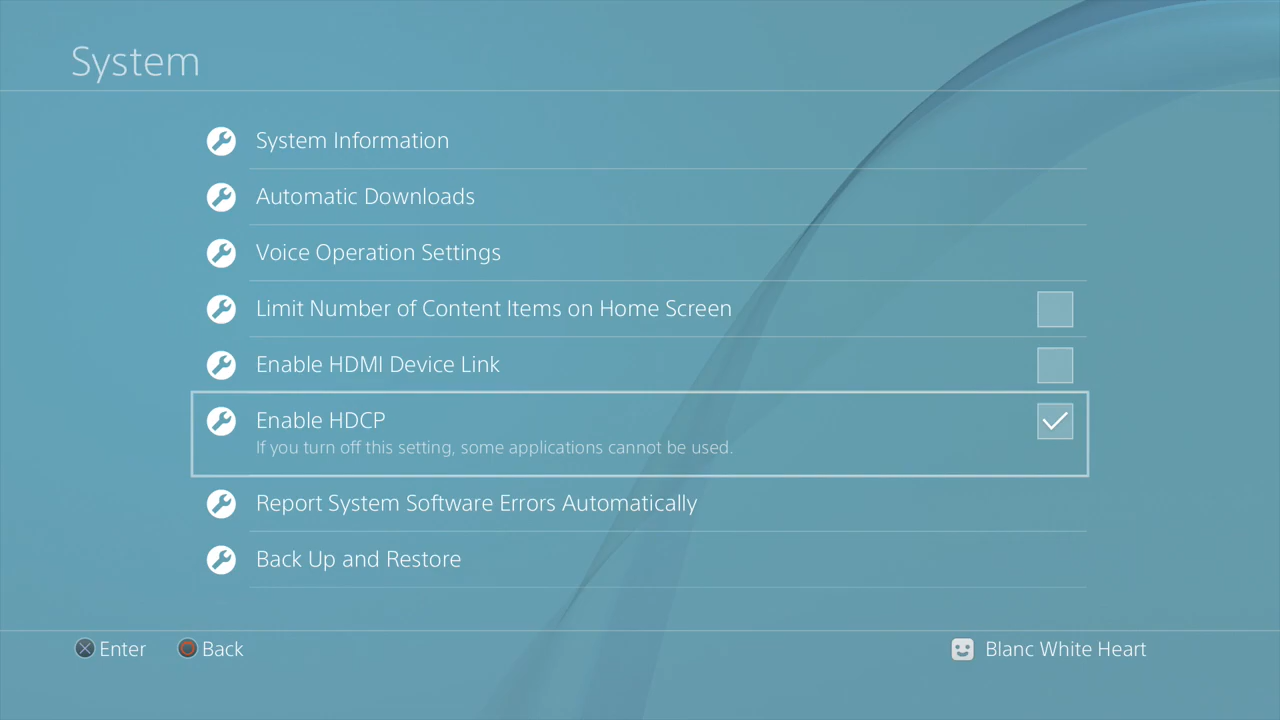 System
System Information
Automatic Downloads
Voice Operation Settings
Limit Number of Content Items on Home Screen
Enable HDMI Device Link
Enable HDCP
If you turn off this setting, some applications cannot be used.
Report System Software Errors Automatically
Back Up and Restore
Enter Back Blanc White Heart